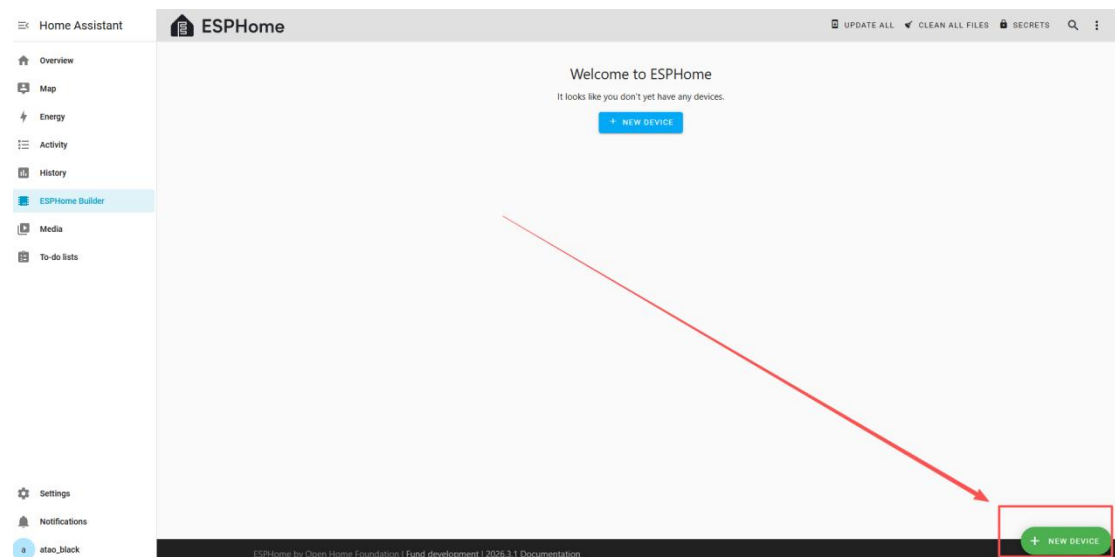 Home Assistant
Overview
Map
Energy
Activity
History
ESPHome Builder
Media
To-do lists
Settings
Notifications
a atao_black
ESPHome
UPDATE ALL CLEAN ALL FILES SECRETS
Welcome to ESPHome
It looks like you don't yet have any devices.
+ NEW DEVICE
+ NEW DEVICE
ESPHome by Open Home Foundation | Fund development | 2026.3.1 Documentation